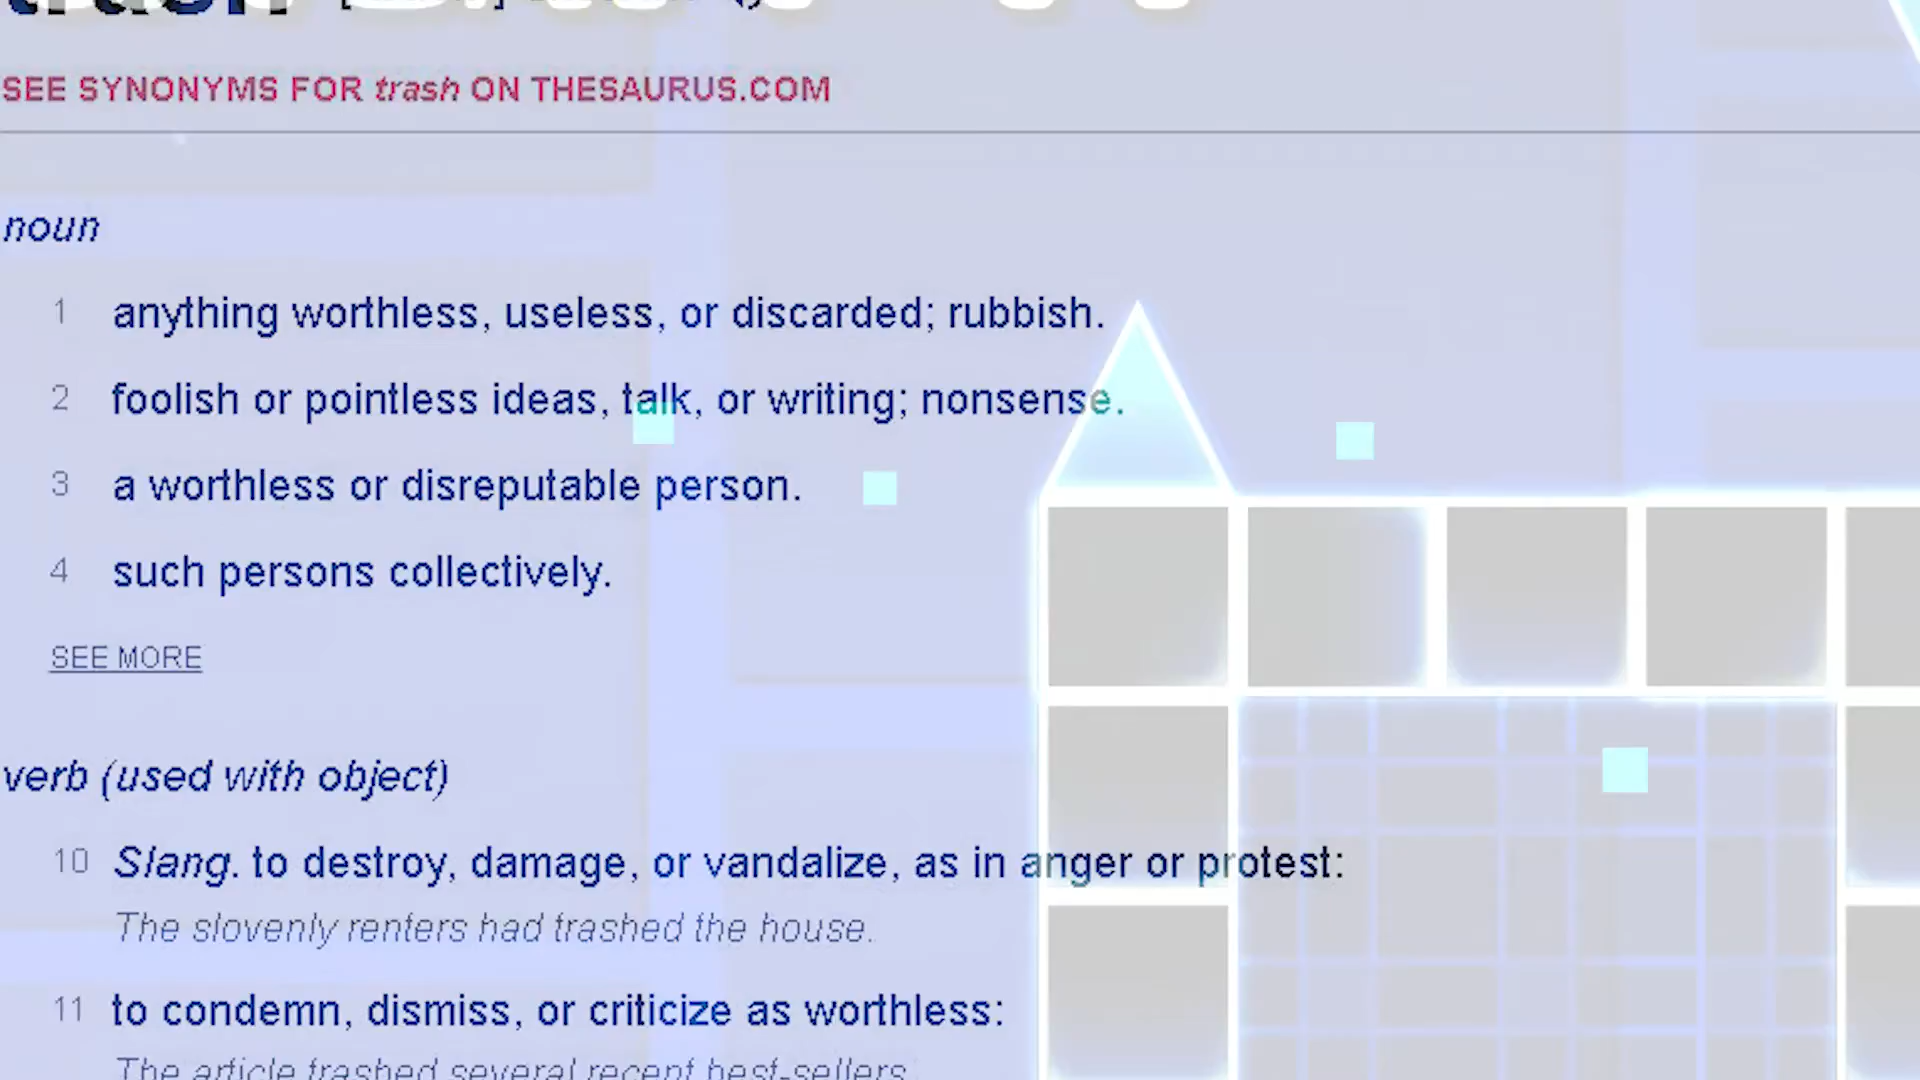 SEE SYNONYMS FOR trash ON THESAURUS.COM
noun
1 anything worthless, useless, or discarded; rubbish.
2 foolish or pointless ideas, talk, or writing; nonsense.
3 a worthless or disreputable person.
4 such persons collectively.
SEE MORE
verb (used with object)
10 Slang. to destroy, damage, or vandalize, as in anger or protest:
The slovenly renters had trashed the house.
11 to condemn, dismiss, or criticize as worthless:
The article trashed several recent best-sellers.